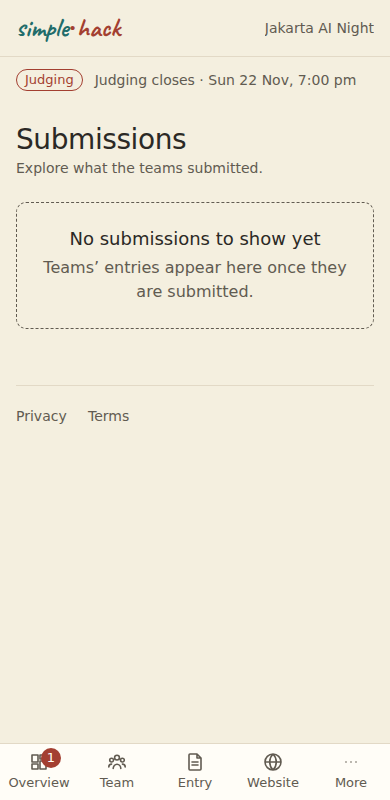 simple·hack
Jakarta AI Night
Judging
Judging closes · Sun 22 Nov, 7:00 pm
Submissions
Explore what the teams submitted.
No submissions to show yet
Teams’ entries appear here once they
are submitted.
Privacy
Terms
1
Overview
Team
Entry
Website
More